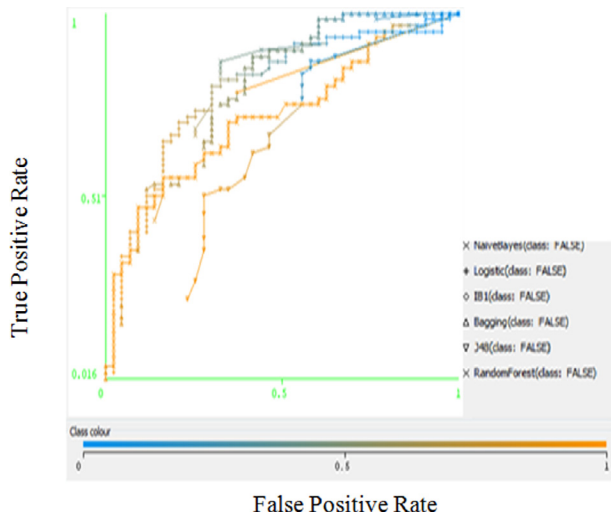 1
True Positive Rate
0.51
0.016
0
0.5
1
NaiveBayes(class: FALSE)
Logistic(class: FALSE)
IB1(class: FALSE)
Bagging(class: FALSE)
J48(class: FALSE)
RandomForest(class: FALSE)
Class colour
0
0.5
1
False Positive Rate